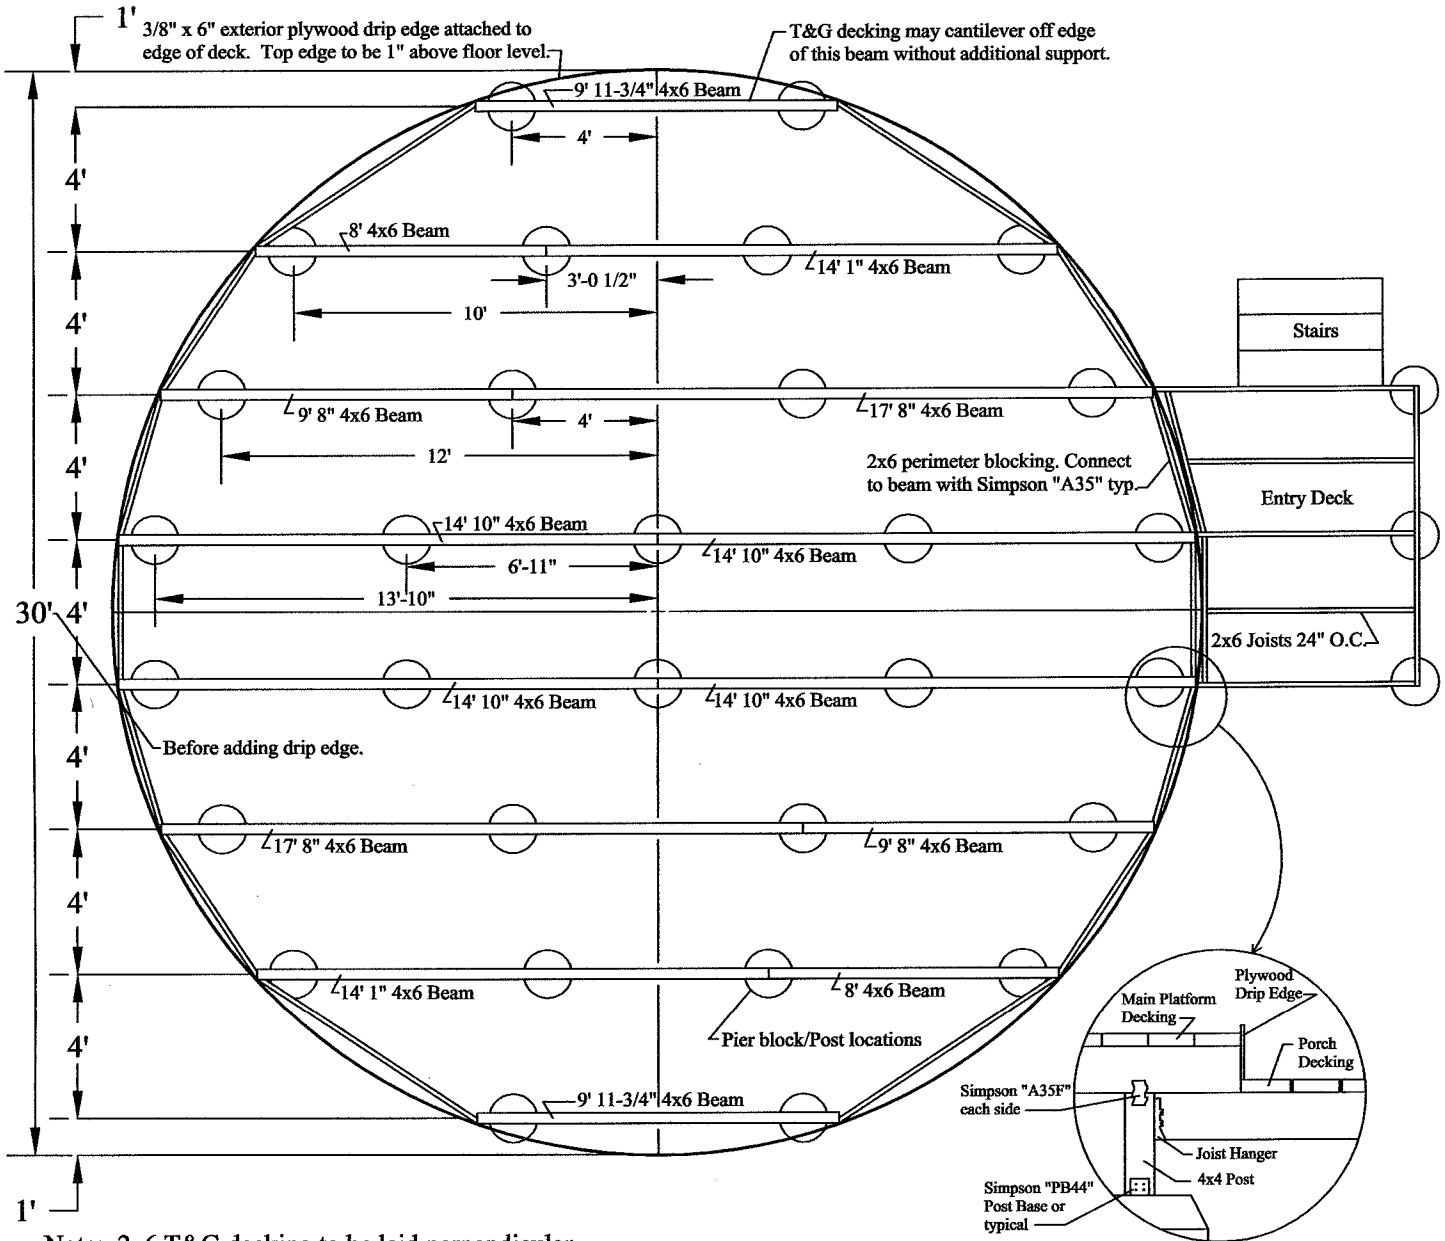 1'
3/8" x 6" exterior plywood drip edge attached to
edge of deck. Top edge to be 1" above floor level.
T&G decking may cantilever off edge
of this beam without additional support.
9' 11-3/4" 4x6 Beam
4'
4'
8' 4x6 Beam
14' 1" 4x6 Beam
3'-0 1/2"
10'
4'
Stairs
9' 8" 4x6 Beam
4'
17' 8" 4x6 Beam
12'
4'
2x6 perimeter blocking. Connect
to beam with Simpson "A35" typ.
Entry Deck
14' 10" 4x6 Beam
14' 10" 4x6 Beam
6'-11"
13'-10"
30'
4'
2x6 Joists 24" O.C.
14' 10" 4x6 Beam
14' 10" 4x6 Beam
Before adding drip edge.
4'
17' 8" 4x6 Beam
9' 8" 4x6 Beam
4'
14' 1" 4x6 Beam
8' 4x6 Beam
Pier block/Post locations
4'
9' 11-3/4" 4x6 Beam
1'
Plywood
Drip Edge
Main Platform
Decking
Porch
Decking
Simpson "A35F"
each side
Joist Hanger
4x4 Post
Simpson "PB44"
Post Base or
typical
T&G decking to be laid perpendicular